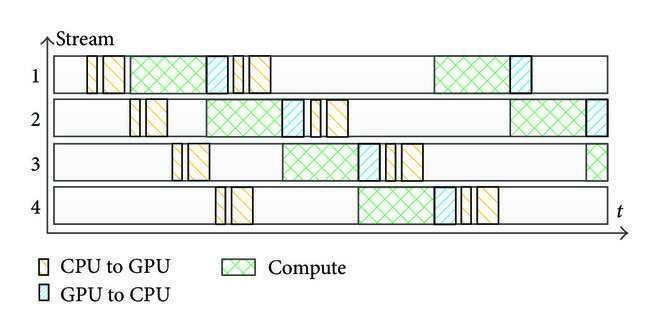 Stream
1
2
3
4
t
CPU to GPU
Compute
GPU to CPU